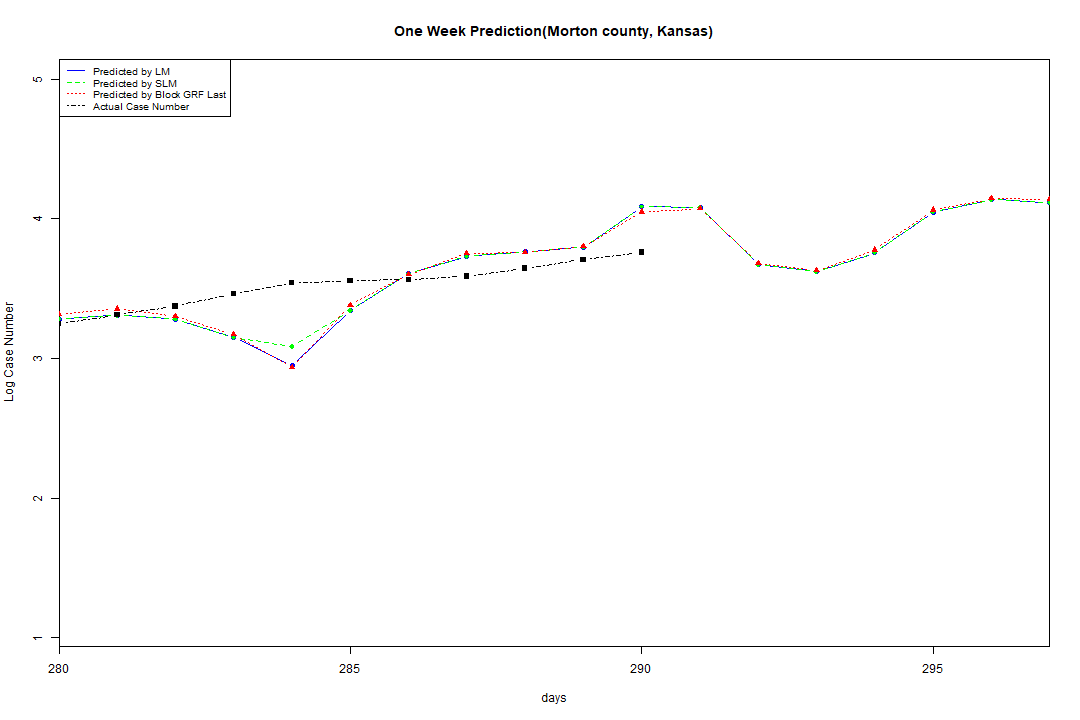 One Week Prediction(Morton county, Kansas)
Predicted by LM
Predicted by SLM
Predicted by Block GRF Last
Actual Case Number
5
4
3
2
1
Log Case Number
280 285 290 295
days